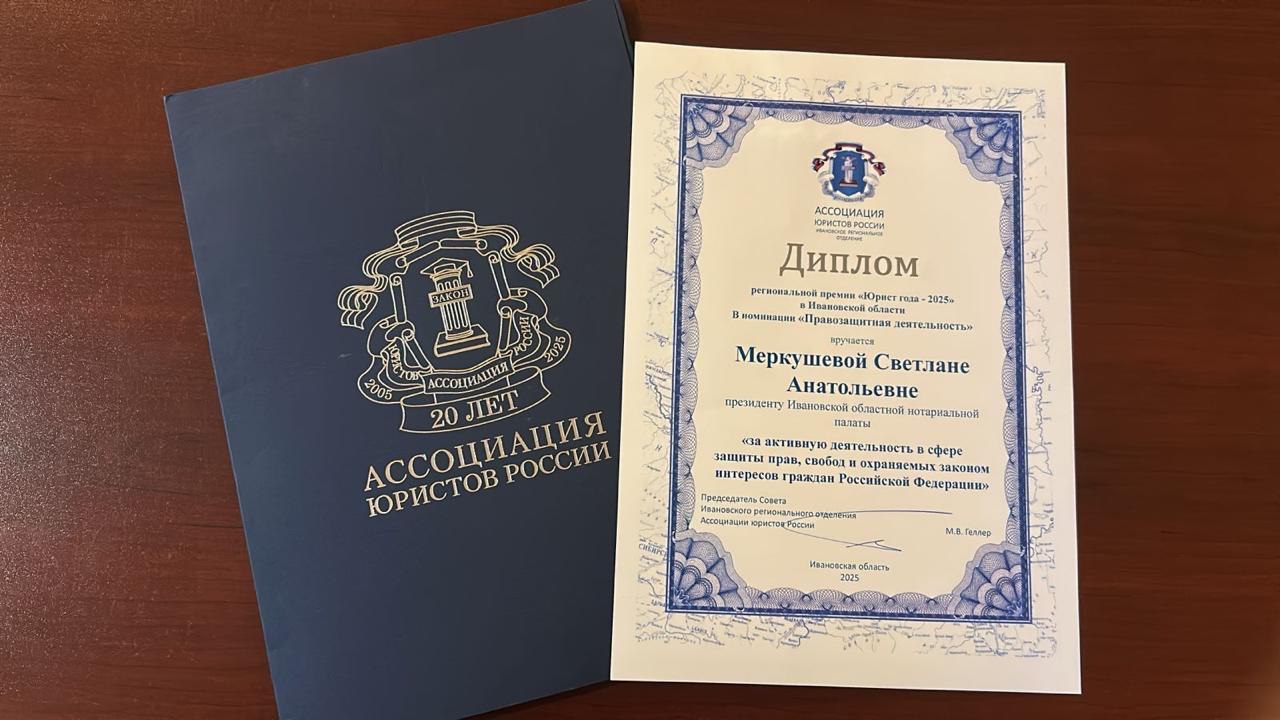 ЗАКОН
ЮРИСТОВ
АССОЦИАЦИЯ
РОССИИ
2005
2025
20 ЛЕТ
АССОЦИАЦИЯ
ЮРИСТОВ РОССИИ
АССОЦИАЦИЯ
ЮРИСТОВ РОССИИ
ИВАНОВСКОЕ РЕГИОНАЛЬНОЕ
ОТДЕЛЕНИЕ
Диплом
региональной премии «Юрист года - 2025»
в Ивановской области
В номинации «Правозащитная деятельность»
вручается
Меркушевой Светлане
Анатольевне
президенту Ивановской областной нотариальной
палаты
«за активную деятельность в сфере
защиты прав, свобод и охраняемых законом
интересов граждан Российской Федерации»
Председатель Совета
Ивановского регионального отделения
Ассоциации юристов России
М.В. Геллер
Ивановская область
2025